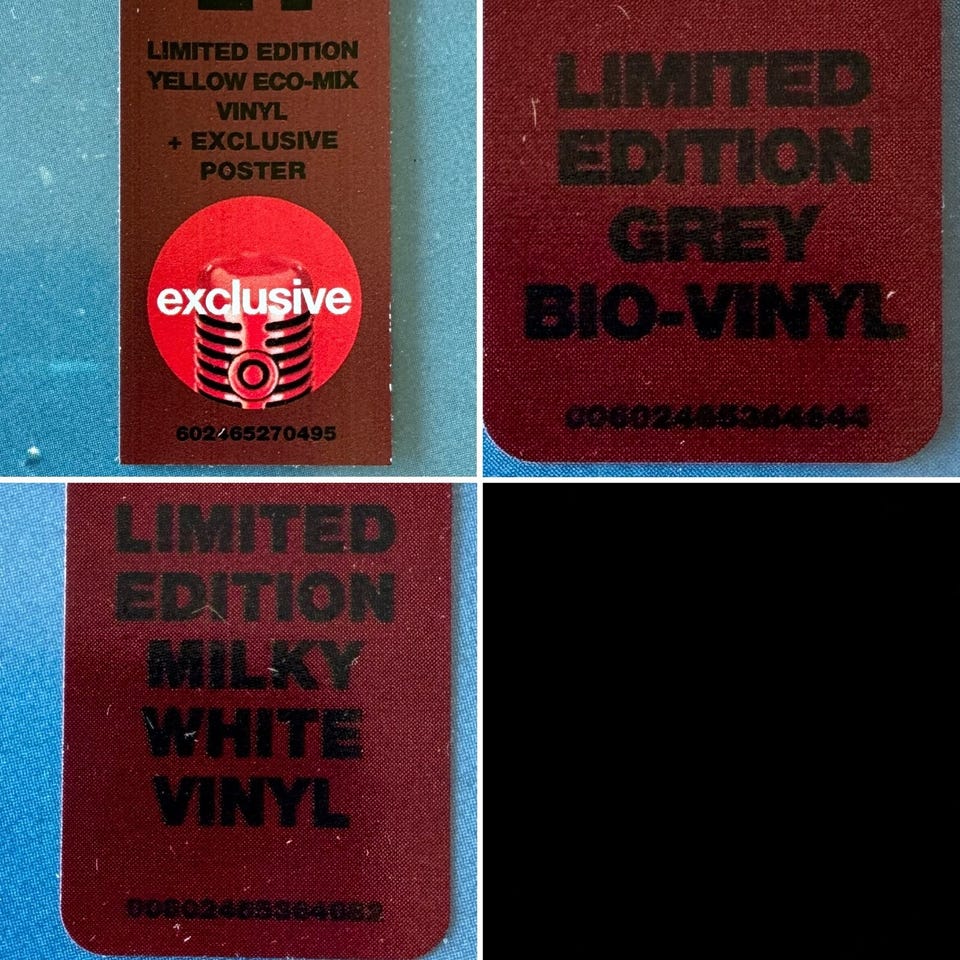 LIMITED EDITION
YELLOW ECO-MIX
VINYL
+ EXCLUSIVE
POSTER
exclusive
602465270495
LIMITED
EDITION
GREY
BIO-VINYL
00602465364644
LIMITED
EDITION
MILKY
WHITE
VINYL